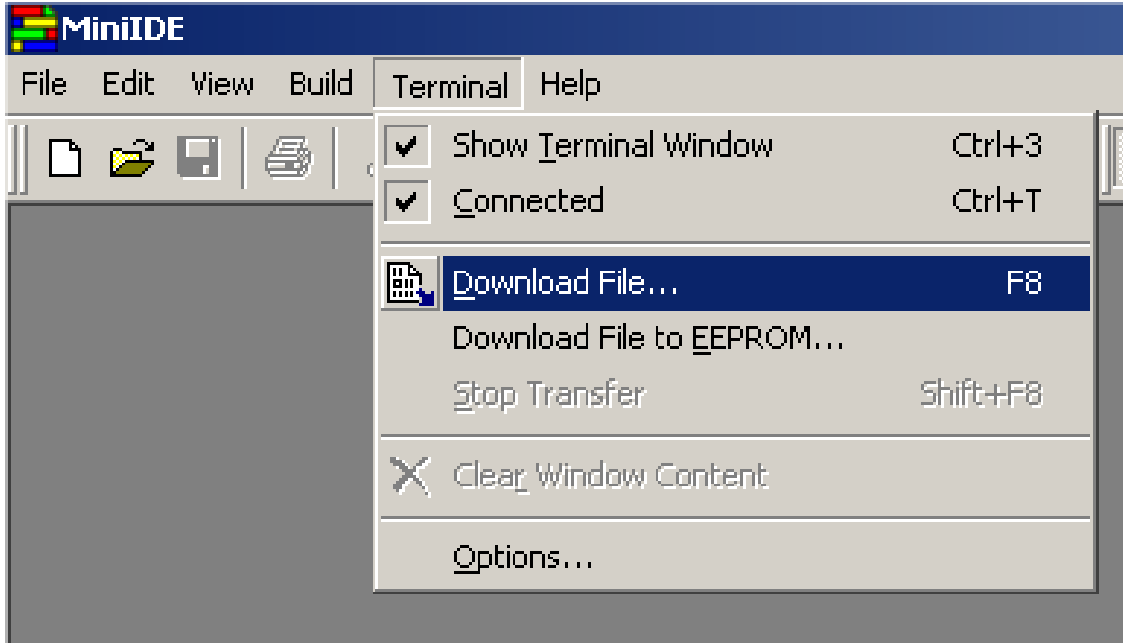 MiniIDE
File Edit View Build Terminal Help
Show Terminal Window Ctrl+3
Connected Ctrl+T
Download File... F8
Download File to EEPROM...
Stop Transfer Shift+F8
Clear Window Content
Options...